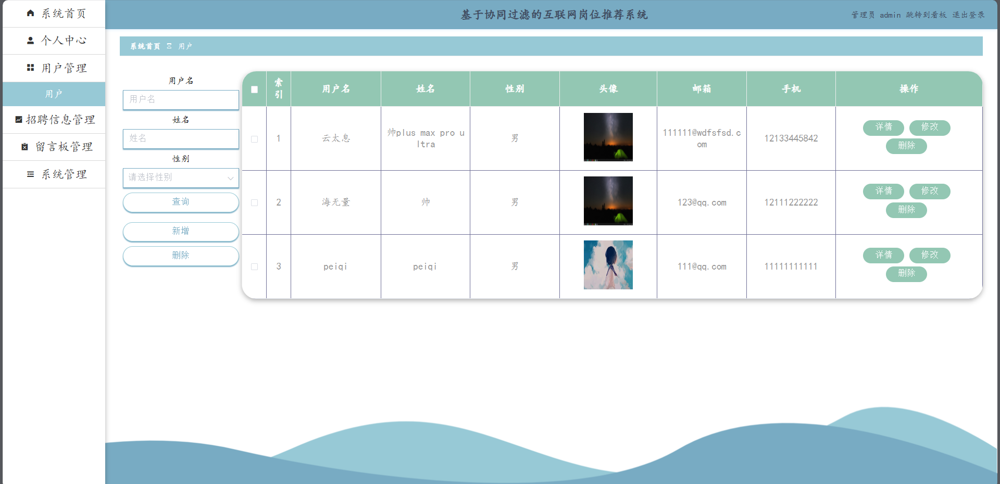 系统首页
个人中心
用户管理
用户
招聘信息管理
留言板管理
系统管理
基于协同过滤的互联网岗位推荐系统
管理员 admin 跳转到看板 退出登录
系统首页 Ξ 用户
用户名
用户名
姓名
姓名
性别
请选择性别
查询
新增
删除
索引 用户名 姓名 性别 头像 邮箱 手机 操作
1 云太息 帅plus max pro u
ltra 男 111111@wdfsfsd.c
om 12133445842 详情 修改
删除
2 海无量 帅 男 123@qq.com 12111222222 详情 修改
删除
3 peiqi peiqi 男 111@qq.com 11111111111 详情 修改
删除